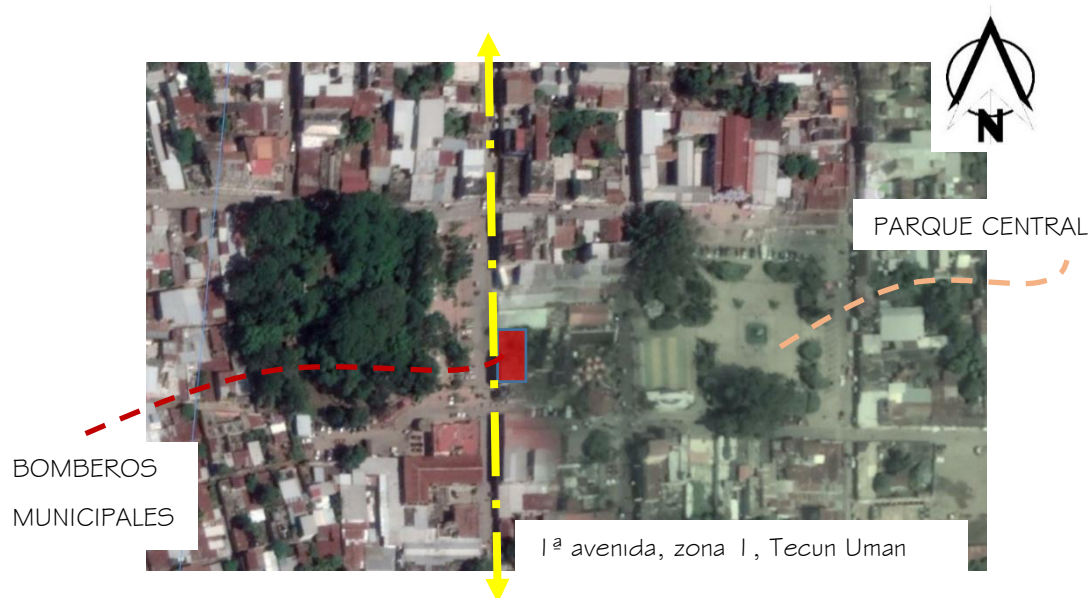 N
PARQUE CENTRAL
BOMBEROS
MUNICIPALES
1ª avenida, zona 1, Tecun Uman